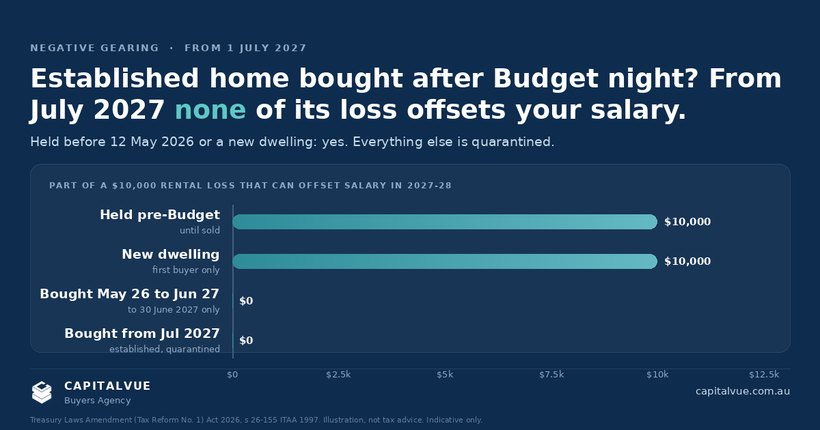 NEGATIVE GEARING · FROM 1 JULY 2027
Established home bought after Budget night? From
July 2027 none of its loss offsets your salary.
Held before 12 May 2026 or a new dwelling: yes. Everything else is quarantined.
PART OF A $10,000 RENTAL LOSS THAT CAN OFFSET SALARY IN 2027-28
Held pre-Budget
until sold
$10,000
New dwelling
first buyer only
$10,000
Bought May 26 to Jun 27
to 30 June 2027 only
$0
Bought from Jul 2027
established, quarantined
$0
$0 $2.5k $5k $7.5k $10k $12.5k
CAPITALVUE
Buyers Agency
capitalvue.com.au
Treasury Laws Amendment (Tax Reform No. 1) Act 2026, s 26-155 ITAA 1997. Illustration, not tax advice. Indicative only.